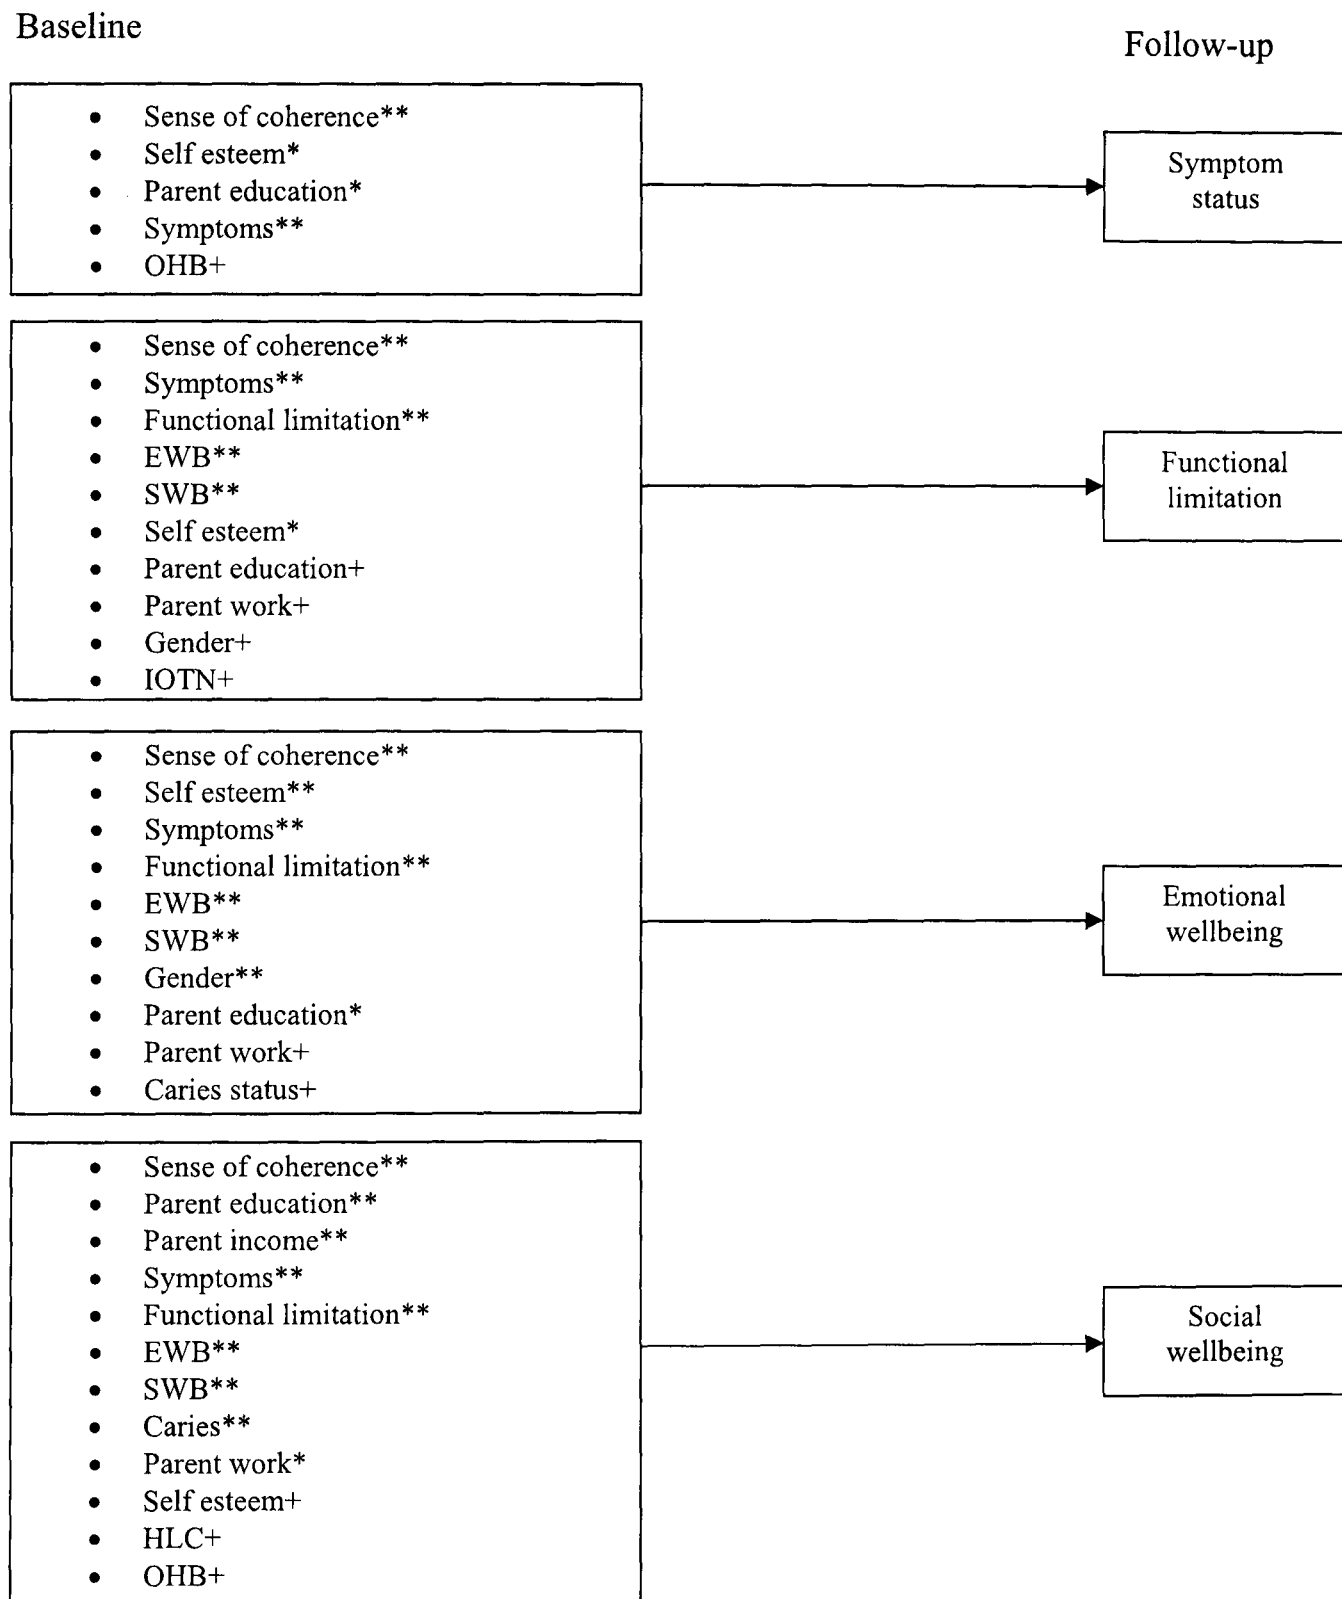 Baseline
Follow-up
• Sense of coherence**
• Self esteem*
• Parent education*
• Symptoms**
• OHB+
Symptom
status
• Sense of coherence**
• Symptoms**
• Functional limitation**
• EWB**
• SWB**
• Self esteem*
• Parent education+
• Parent work+
• Gender+
• IOTN+
Functional
limitation
• Sense of coherence**
• Self esteem**
• Symptoms**
• Functional limitation**
• EWB**
• SWB**
• Gender**
• Parent education*
• Parent work+
• Caries status+
Emotional
wellbeing
• Sense of coherence**
• Parent education**
• Parent income**
• Symptoms**
• Functional limitation**
• EWB**
• SWB**
• Caries**
• Parent work*
• Self esteem+
• HLC+
• OHB+
Social
wellbeing